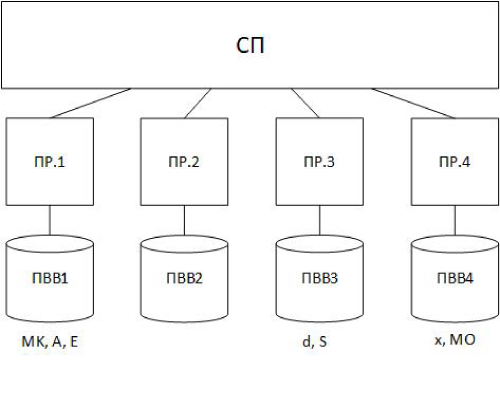 СП
ПР.1 ПР.2 ПР.3 ПР.4
ПВВ1 ПВВ2 ПВВ3 ПВВ4
МК, А, Е d, S х, МО